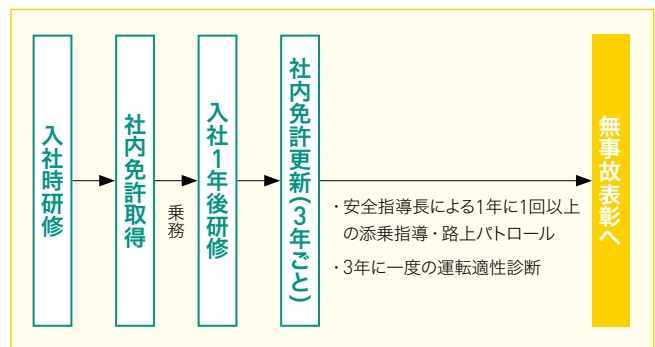 入社時研修
社内免許取得
乗務
入社1年後研修
社内免許更新(3年ごと)
・安全指導長による1年に1回以上
の添乗指導・路上パトロール
・3年に一度の運転適性診断
無事故表彰へ